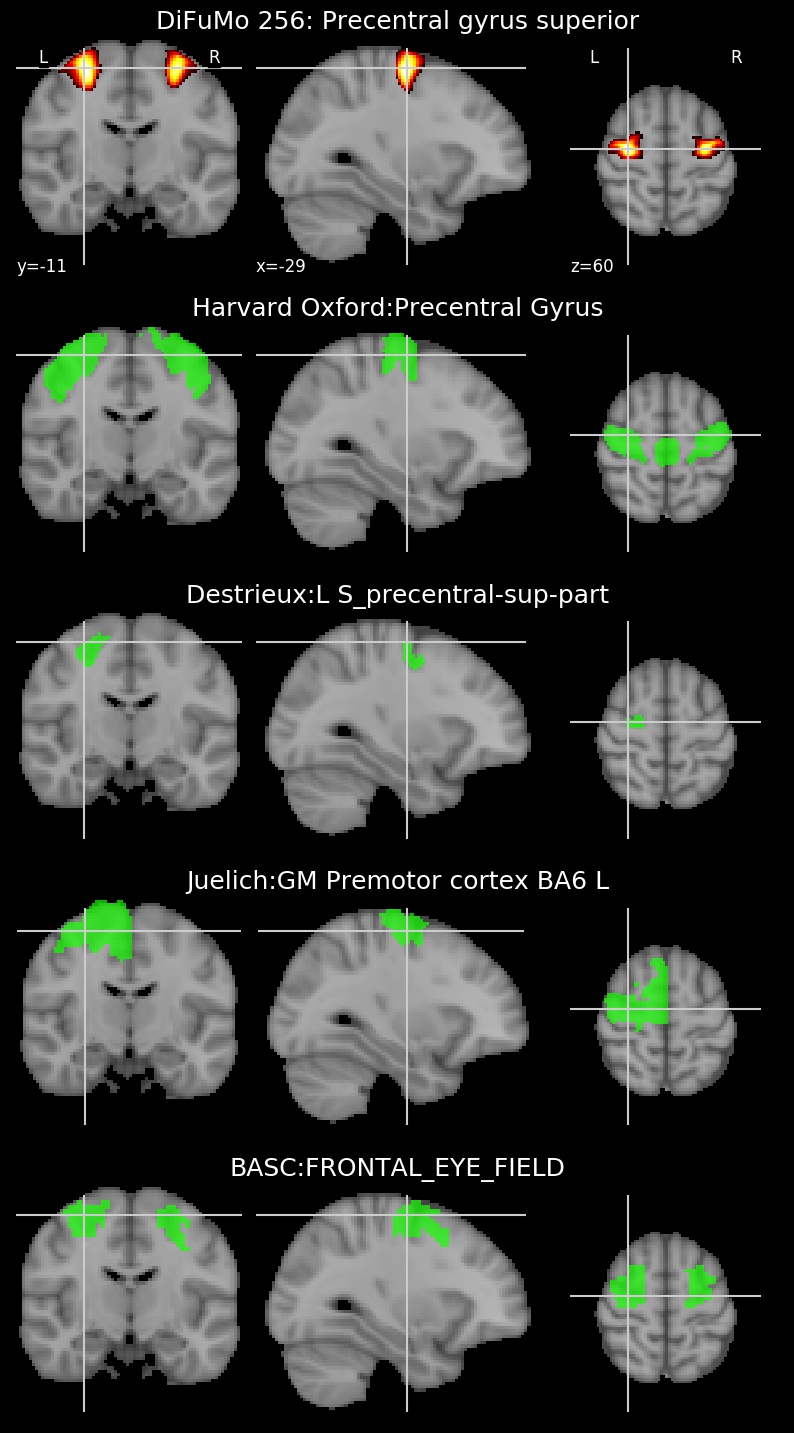 DiFuMo 256: Precentral gyrus superior
L R L R
y=-11 x=-29 z=60
Harvard Oxford:Precentral Gyrus
Destrieux:L S_precentral-sup-part
Juelich:GM Premotor cortex BA6 L
BASC:FRONTAL_EYE_FIELD